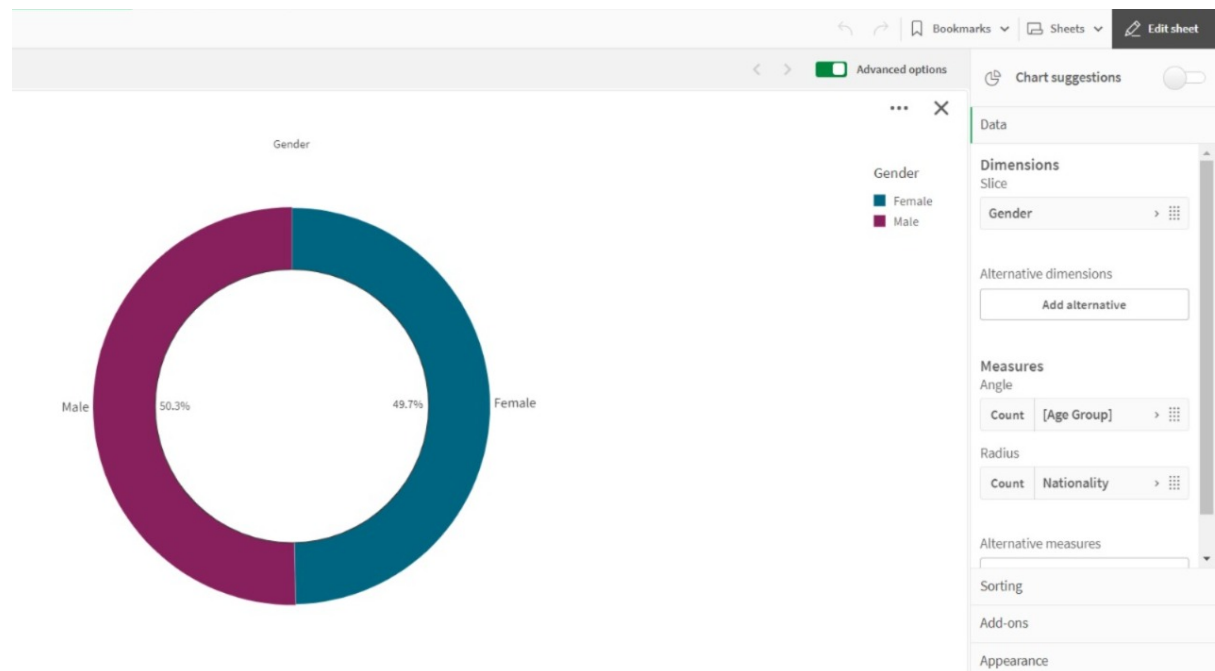 Bookmarks
Sheets
Edit sheet
Advanced options
Chart suggestions
Data
Gender
Gender
Female
Male
Male
50.3%
49.7%
Female
Dimensions
Slice
Gender
Alternative dimensions
Add alternative
Measures
Angle
Count [Age Group]
Radius
Count Nationality
Alternative measures
Sorting
Add-ons
Appearance